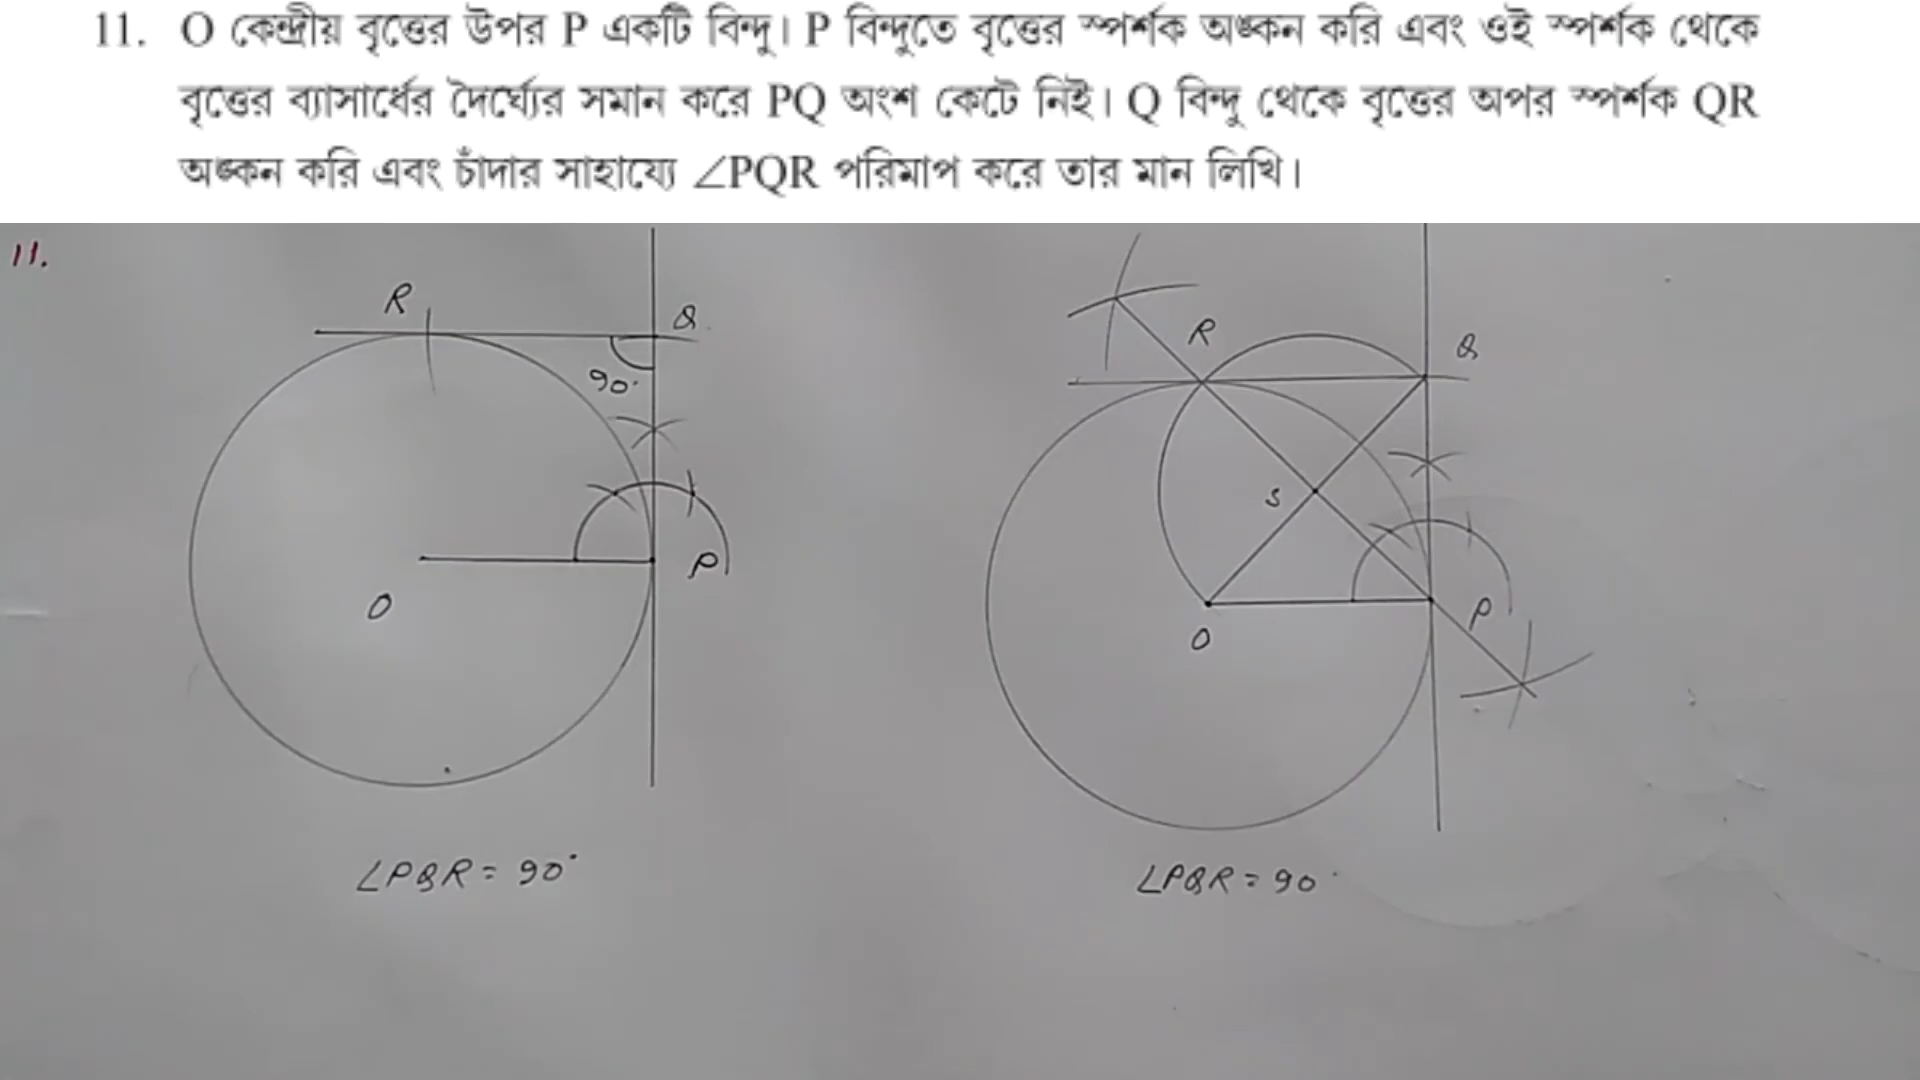 11. O কেন্দ্রীয় বৃত্তের উপর P একটি বিন্দু। P বিন্দুতে বৃত্তের স্পর্শক অঙ্কন করি এবং ওই স্পর্শক থেকে
বৃত্তের ব্যাসার্ধের দৈর্ঘ্যের সমান করে PQ অংশ কেটে নিই। Q বিন্দু থেকে বৃত্তের অপর স্পর্শক QR
অঙ্কন করি এবং চাঁদার সাহায্যে ∠PQR পরিমাপ করে তার মান লিখি।
11.
R
Q
90°
P
O
∠PQR = 90°
R
Q
S
P
O
∠PQR = 90°